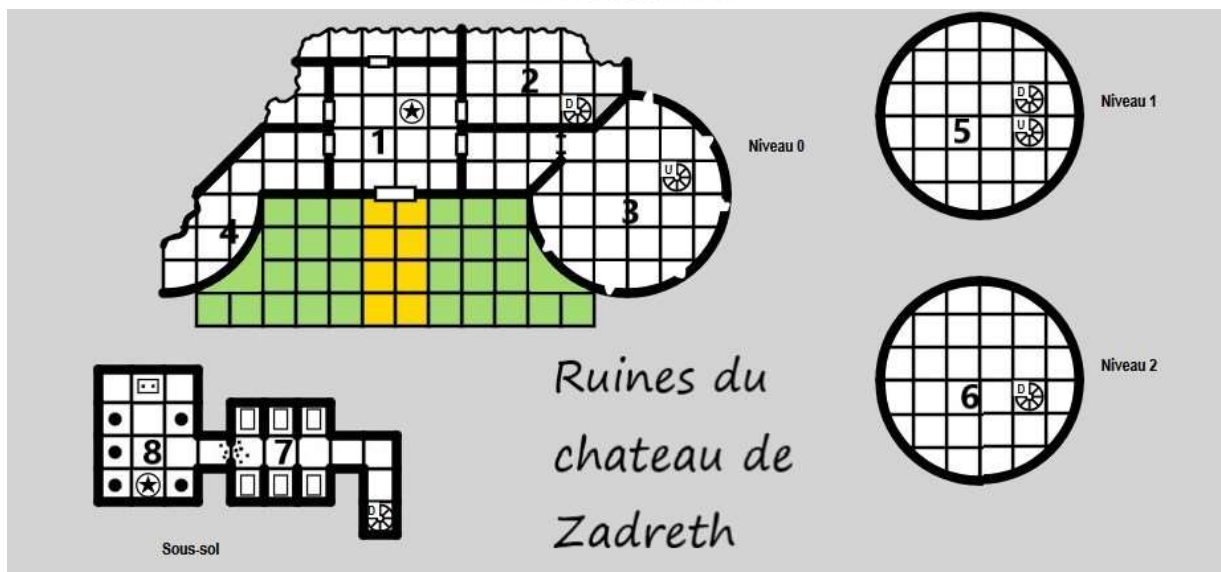 2
D
1
Niveau 0
U
3
4
D
5
U
Niveau 1
8
7
D
Sous-sol
Ruines du
chateau de
Zadreth
D
6
Niveau 2